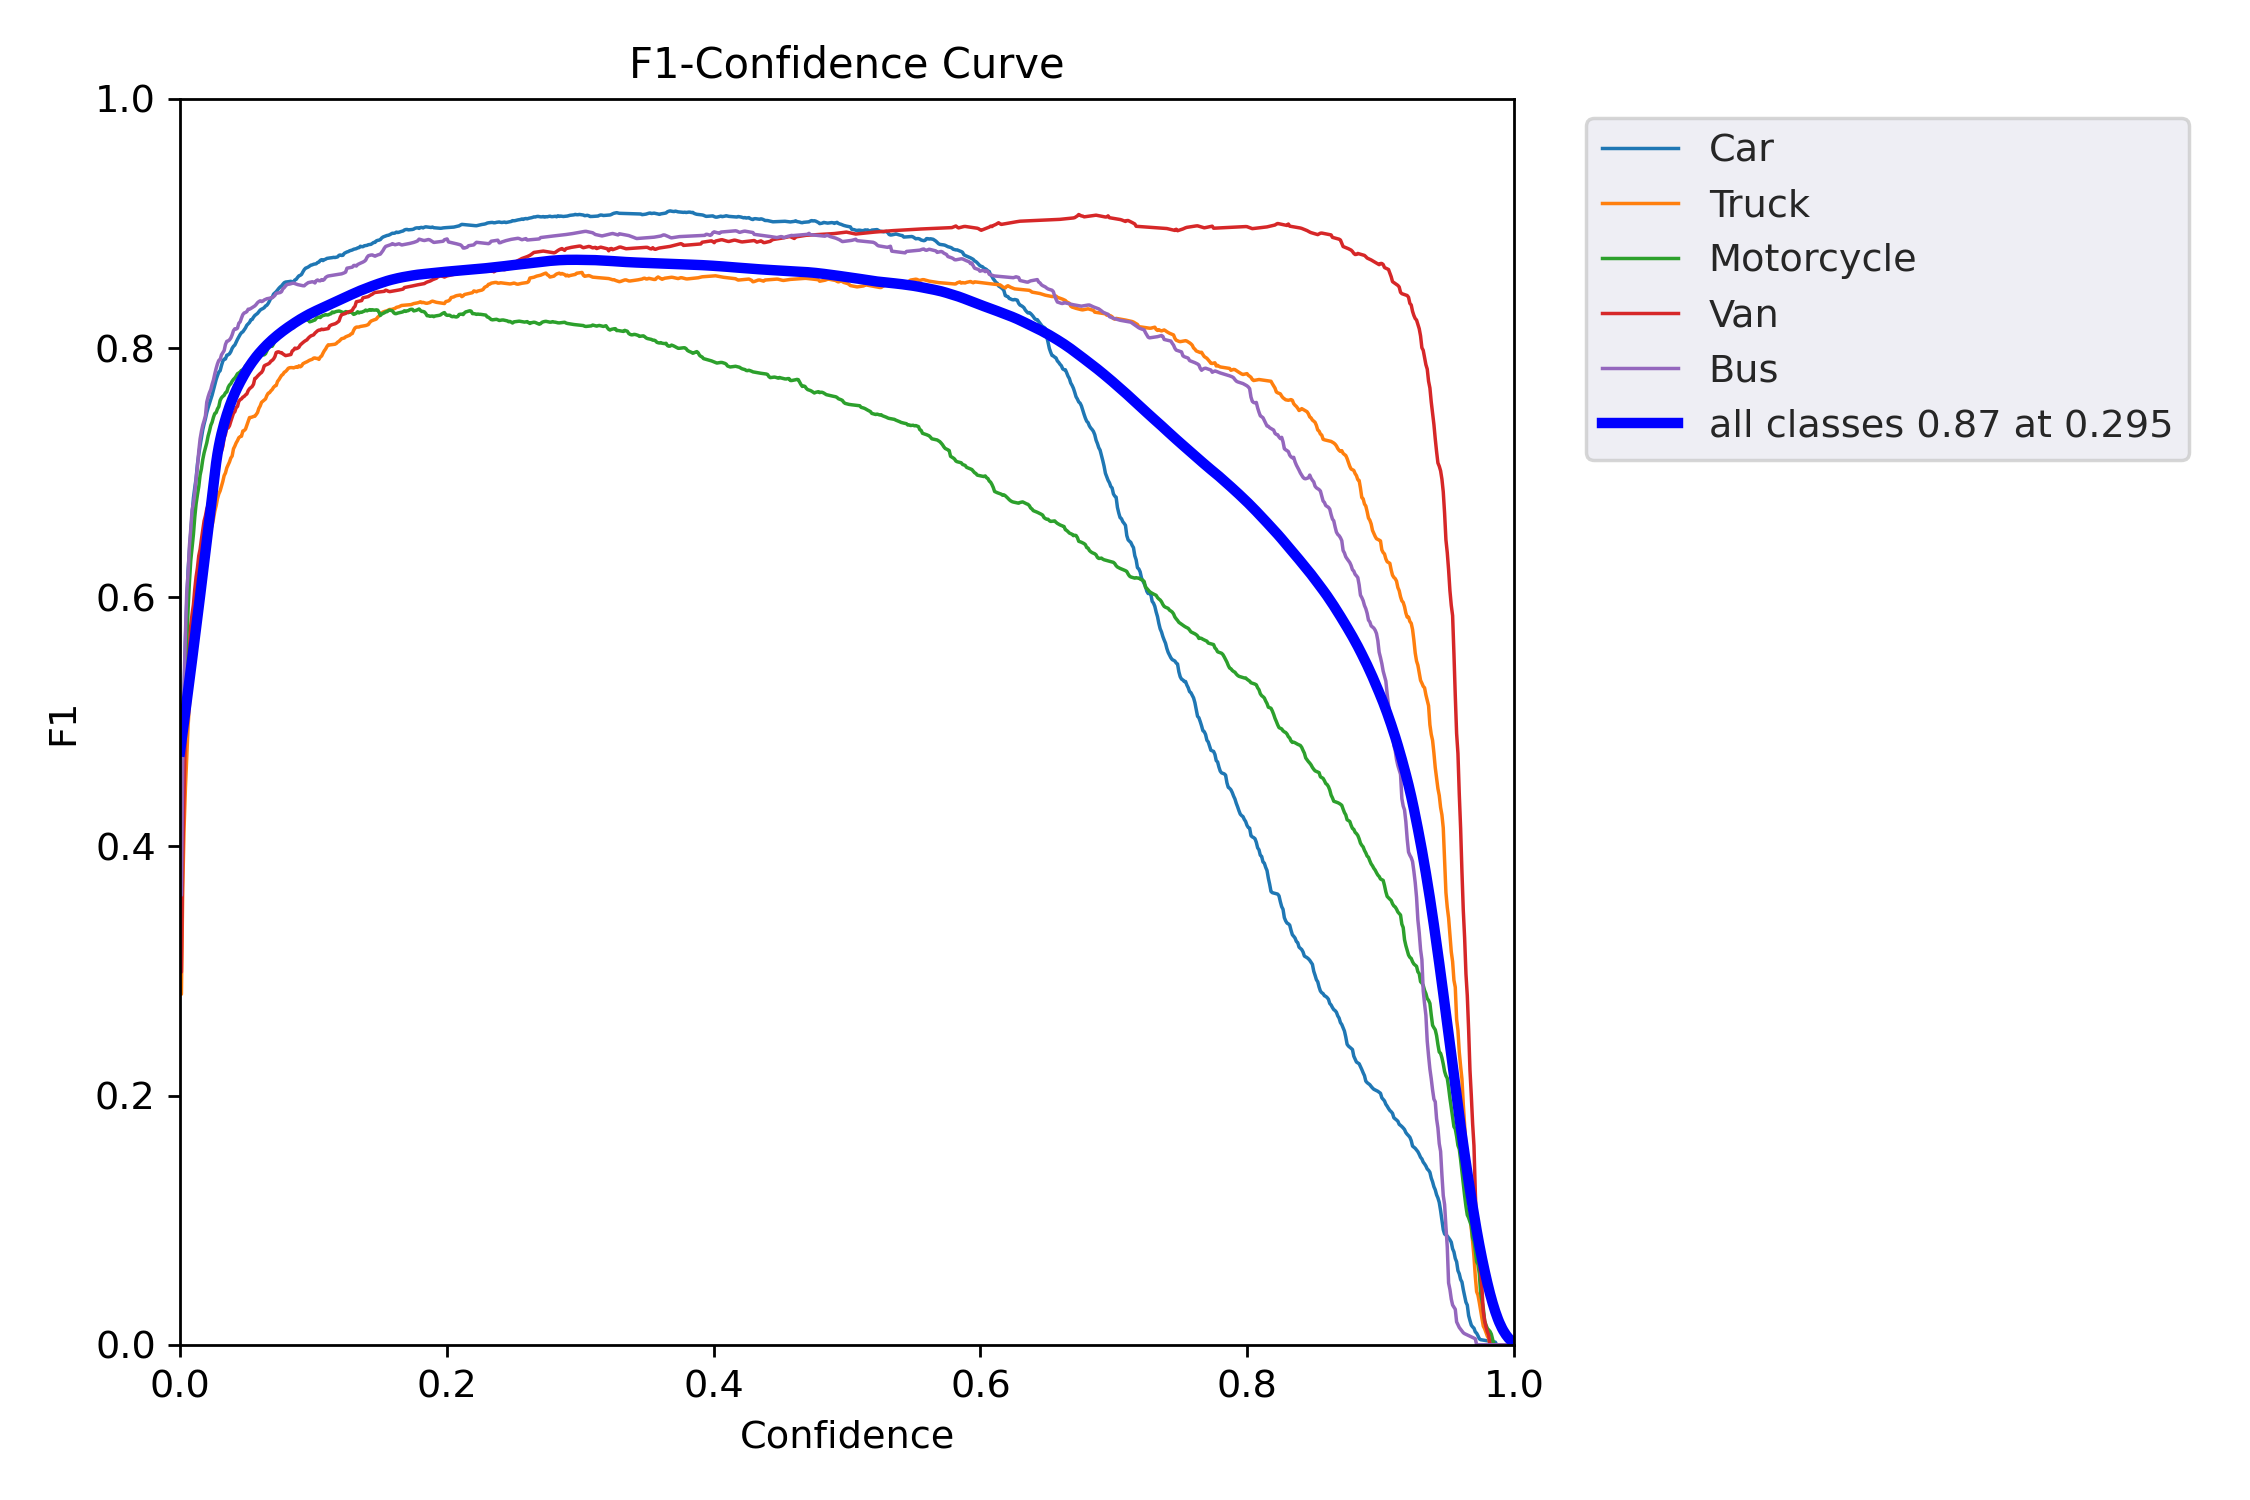 F1-Confidence Curve
1.0
0.8
0.6
0.4
0.2
0.0
F1
0.0 0.2 0.4 0.6 0.8 1.0
Confidence
Car
Truck
Motorcycle
Van
Bus
all classes 0.87 at 0.295